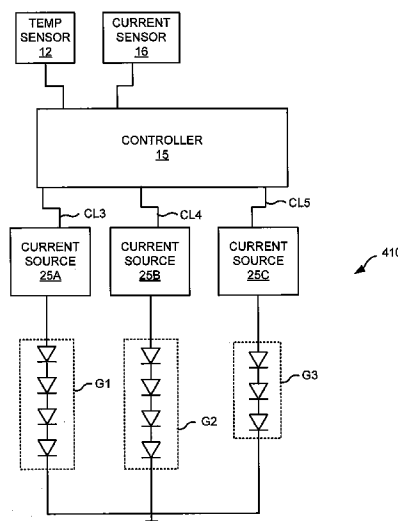 TEMP
SENSOR
12
CURRENT
SENSOR
16
CONTROLLER
15
CL3
CL4
CL5
CURRENT
SOURCE
25A
CURRENT
SOURCE
25B
CURRENT
SOURCE
25C
410
G1
G2
G3